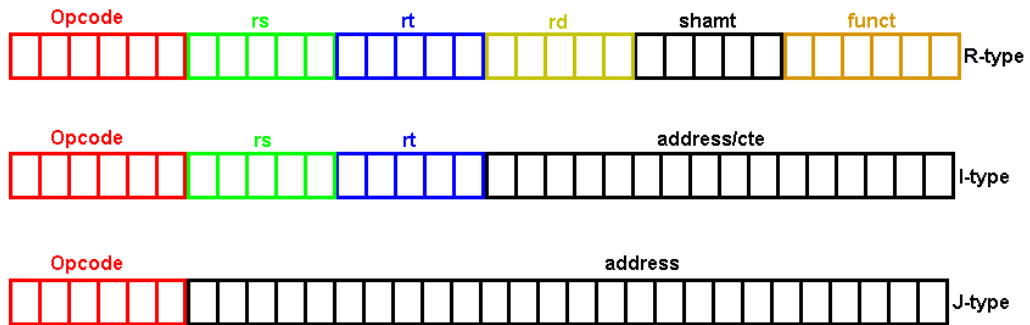 Opcode rs rt rd shamt funct
R-type
Opcode rs rt address/cte
I-type
Opcode address
J-type